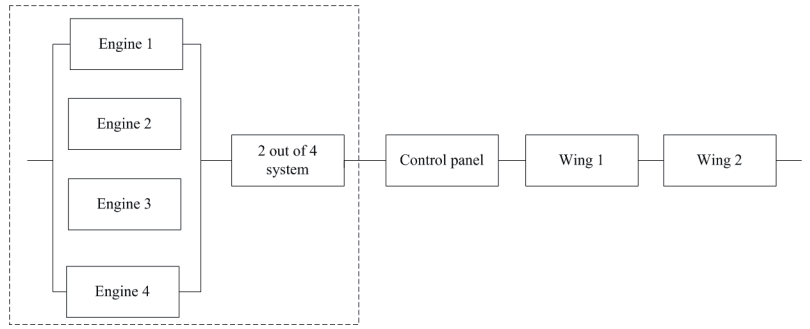 Engine 1
Engine 2
Engine 3
Engine 4
2 out of 4
system
Control panel
Wing 1
Wing 2